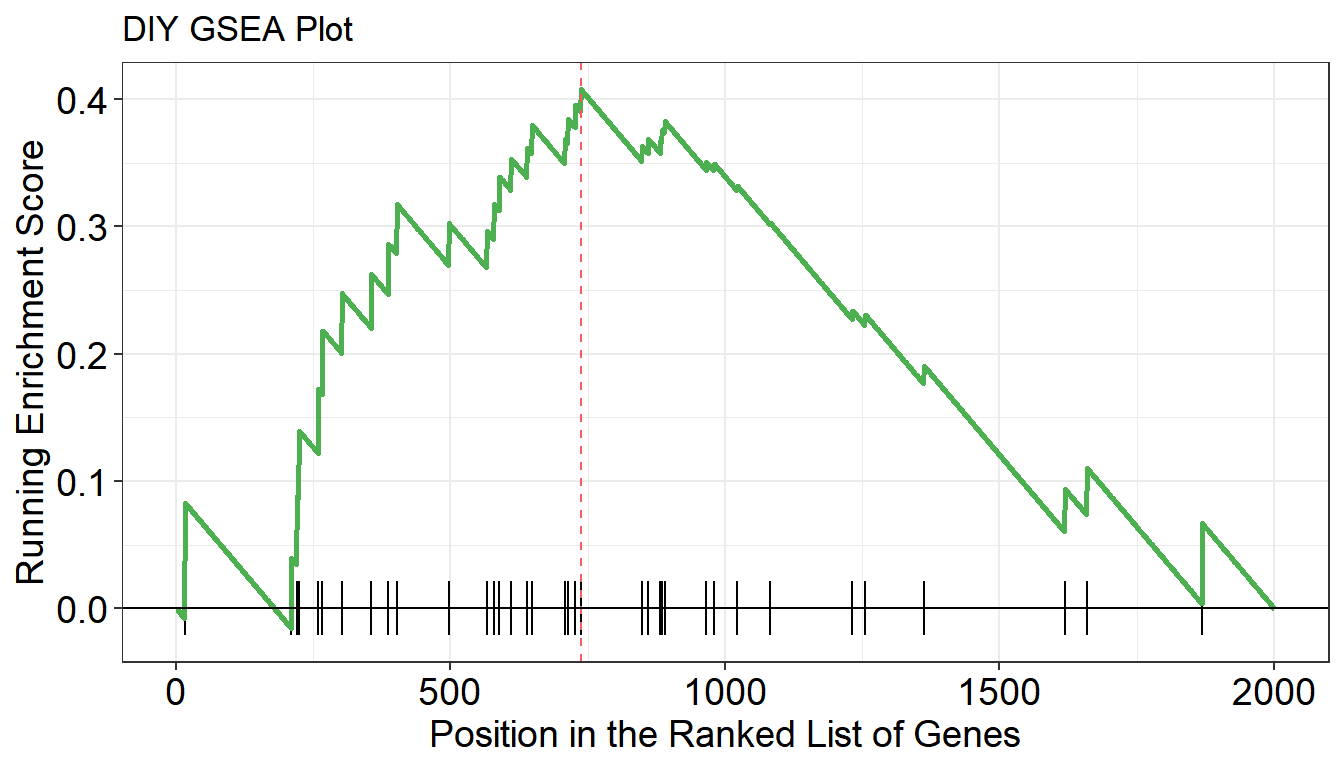 DIY GSEA Plot
Running Enrichment Score
0.4
0.3
0.2
0.1
0.0
0 500 1000 1500 2000
Position in the Ranked List of Genes